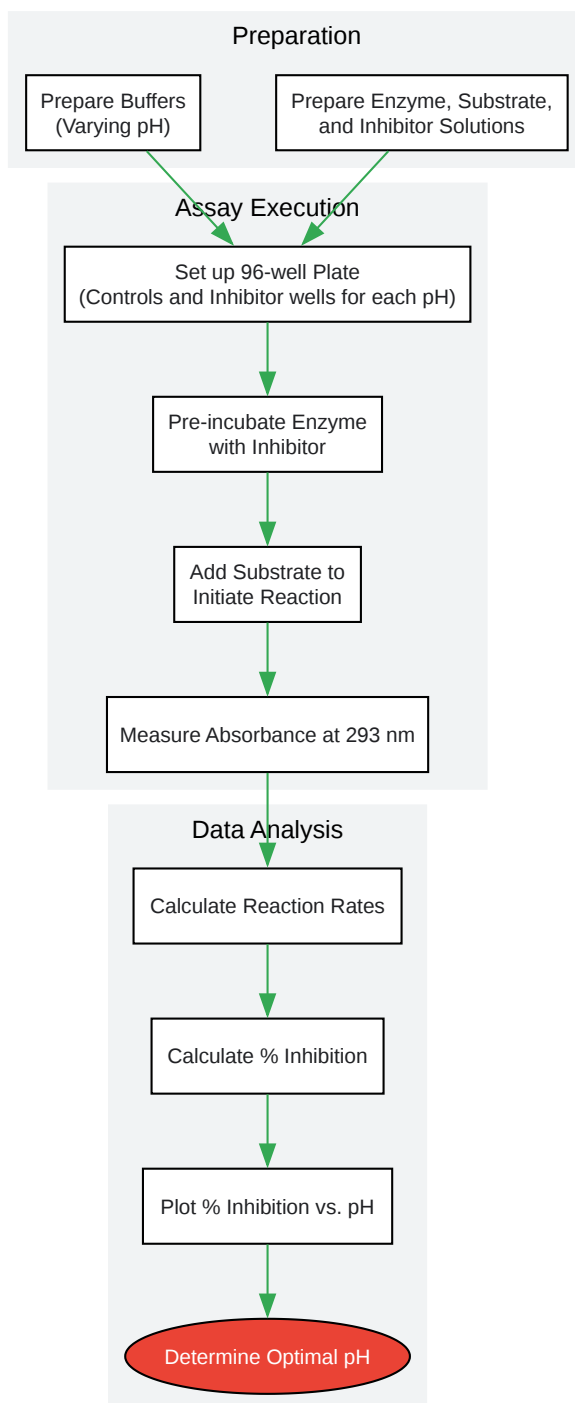 Preparation
Prepare Buffers
(Varying pH)
Prepare Enzyme, Substrate,
and Inhibitor Solutions
Assay Execution
Set up 96-well Plate
(Controls and Inhibitor wells for each pH)
Pre-incubate Enzyme
with Inhibitor
Add Substrate to
Initiate Reaction
Measure Absorbance at 293 nm
Data Analysis
Calculate Reaction Rates
Calculate % Inhibition
Plot % Inhibition vs. pH
Determine Optimal pH